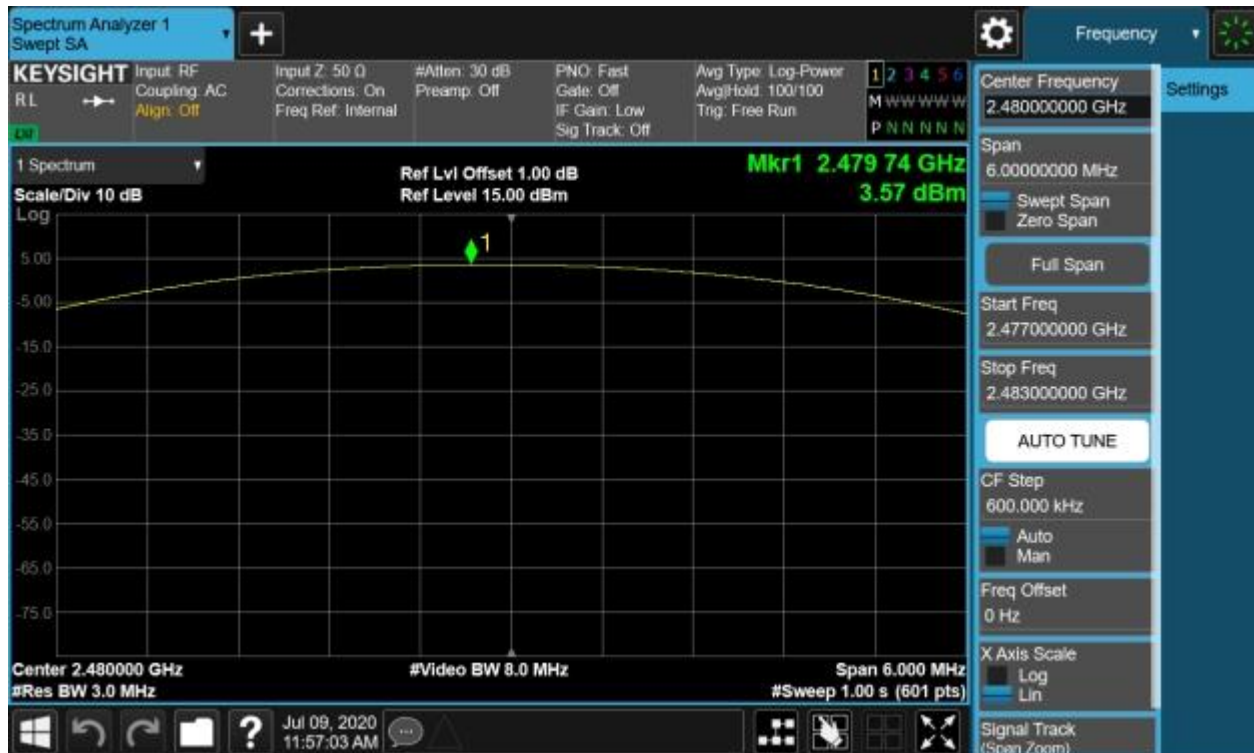 Spectrum Analyzer 1
Swept SA
+
Frequency
KEYSIGHT
RL
Input: RF
Coupling: AC
Align: Off
Input Z: 50 Ω
Corrections: On
Freq Ref: Internal
#Atten: 30 dB
Preamp: Off
PNO: Fast
Gate: Off
IF Gain: Low
Sig Track: Off
Avg Type: Log-Power
Avg|Hold: 100/100
Trig: Free Run
1 2 3 4 5 6
M W W W W W
P N N N N N
1 Spectrum
Scale/Div 10 dB
Ref Lvl Offset 1.00 dB
Ref Level 15.00 dBm
Mkr1 2.479 74 GHz
3.57 dBm
Log
1
5.00
-5.00
-15.0
-25.0
-35.0
-45.0
-55.0
-65.0
-75.0
Center 2.480000 GHz
#Res BW 3.0 MHz
#Video BW 8.0 MHz
Span 6.000 MHz
#Sweep 1.00 s (601 pts)
Center Frequency
2.480000000 GHz
Settings
Span
6.00000000 MHz
Swept Span
Zero Span
Full Span
Start Freq
2.477000000 GHz
Stop Freq
2.483000000 GHz
AUTO TUNE
CF Step
600.000 kHz
Auto
Man
Freq Offset
0 Hz
X Axis Scale
Log
Lin
Signal Track
(Span Zoom)
?
Jul 09, 2020
11:57:03 AM